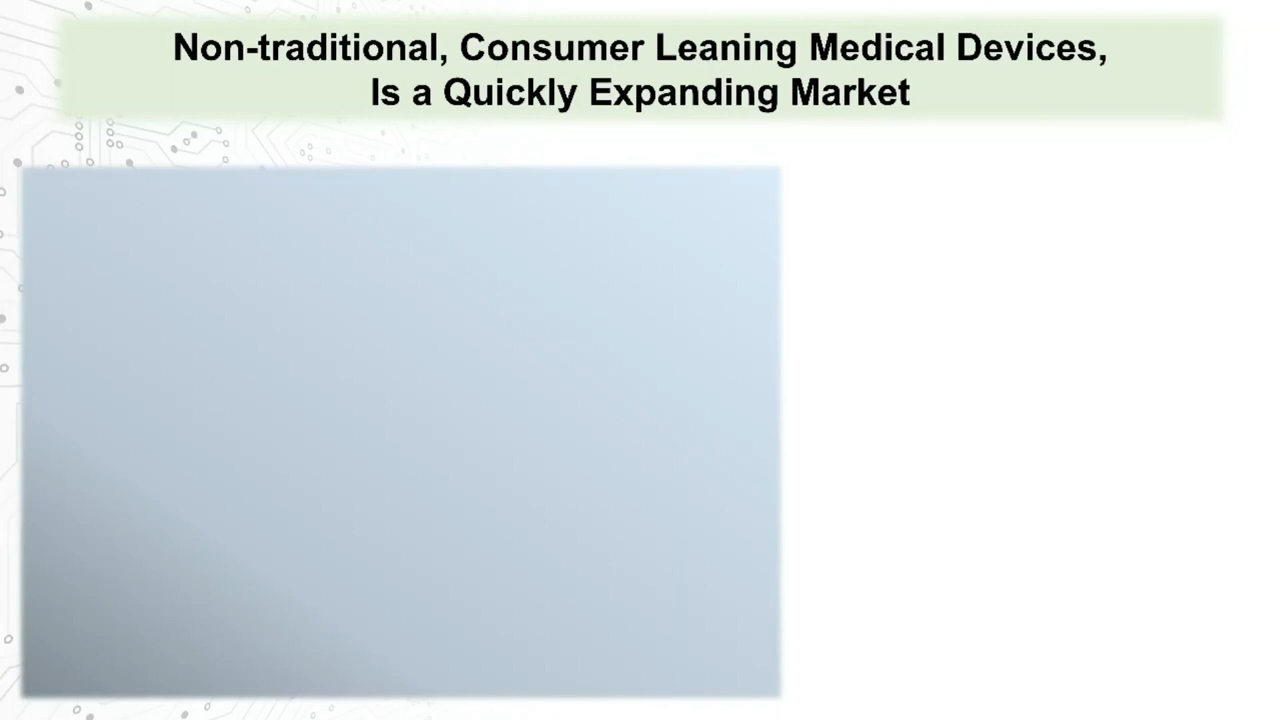 Non-traditional, Consumer Leaning Medical Devices,
Is a Quickly Expanding Market